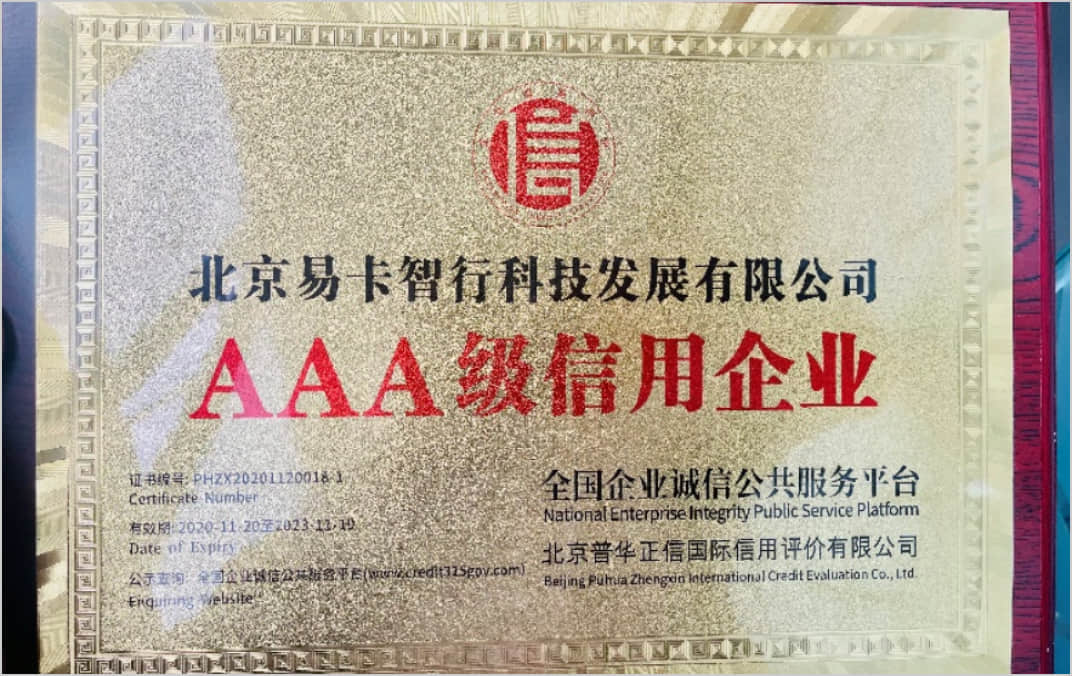 北京易卡智行科技发展有限公司
AAA级信用企业
证书编号: PHZX20201120018-1
Certificate Number
有效期: 2020-11-20至2023-11-19
Date of Expiry
公示查询: 全国企业诚信公共服务平台(www.credit315gov.com)
Enquiring Website
全国企业诚信公共服务平台
National Enterprise Integrity Public Service Platform
北京普华正信国际信用评价有限公司
Beijing Puhua Zhengxin International Credit Evaluation Co., Ltd.